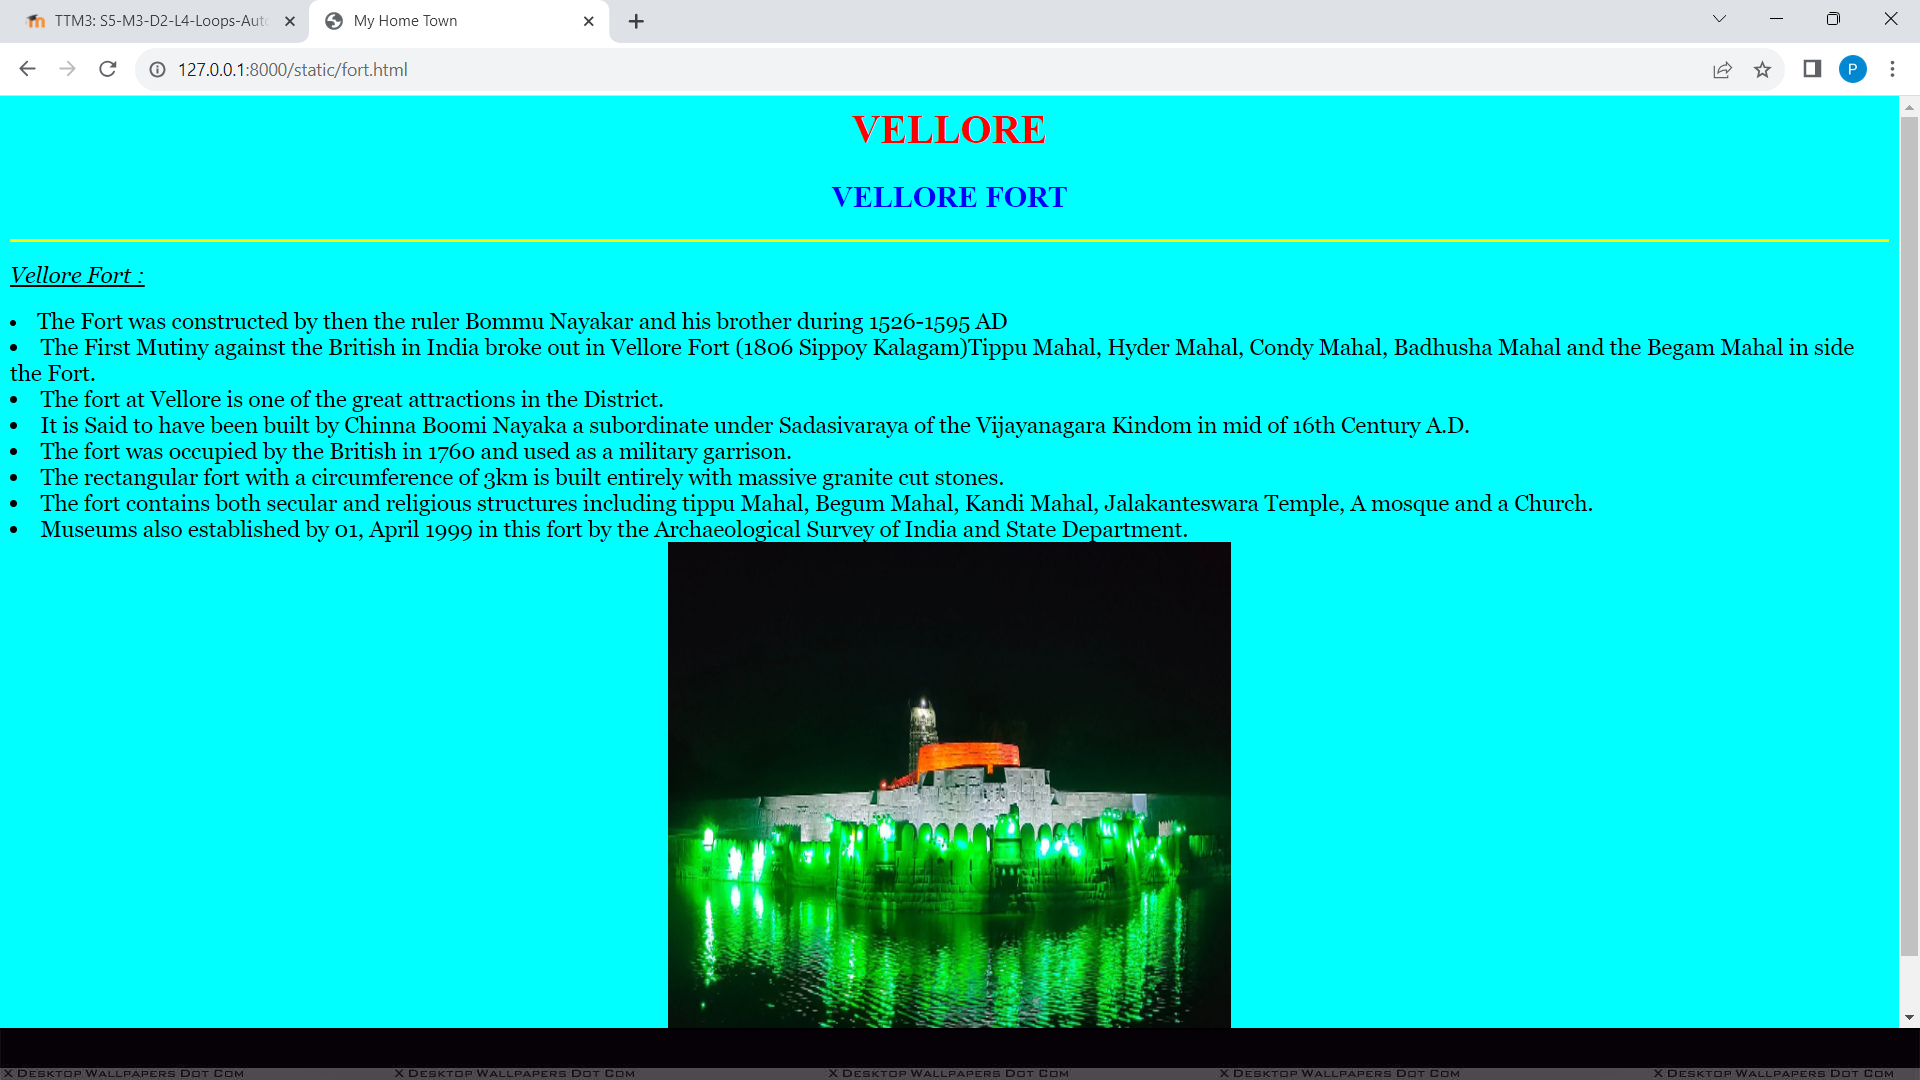 TTM3: S5-M3-D2-L4-Loops-Auto
My Home Town
127.0.0.1:8000/static/fort.html
P
VELLORE
VELLORE FORT
Vellore Fort :
• The Fort was constructed by then the ruler Bommu Nayakar and his brother during 1526-1595 AD
• The First Mutiny against the British in India broke out in Vellore Fort (1806 Sippoy Kalagam)Tippu Mahal, Hyder Mahal, Condy Mahal, Badhusha Mahal and the Begam Mahal in side
the Fort.
• The fort at Vellore is one of the great attractions in the District.
• It is Said to have been built by Chinna Boomi Nayaka a subordinate under Sadasivaraya of the Vijayanagara Kindom in mid of 16th Century A.D.
• The fort was occupied by the British in 1760 and used as a military garrison.
• The rectangular fort with a circumference of 3km is built entirely with massive granite cut stones.
• The fort contains both secular and religious structures including tippu Mahal, Begum Mahal, Kandi Mahal, Jalakanteswara Temple, A mosque and a Church.
• Museums also established by 01, April 1999 in this fort by the Archaeological Survey of India and State Department.
X Desktop Wallpapers Dot Com X Desktop Wallpapers Dot Com X Desktop Wallpapers Dot Com X Desktop Wallpapers Dot Com X Desktop Wallpapers Dot Com